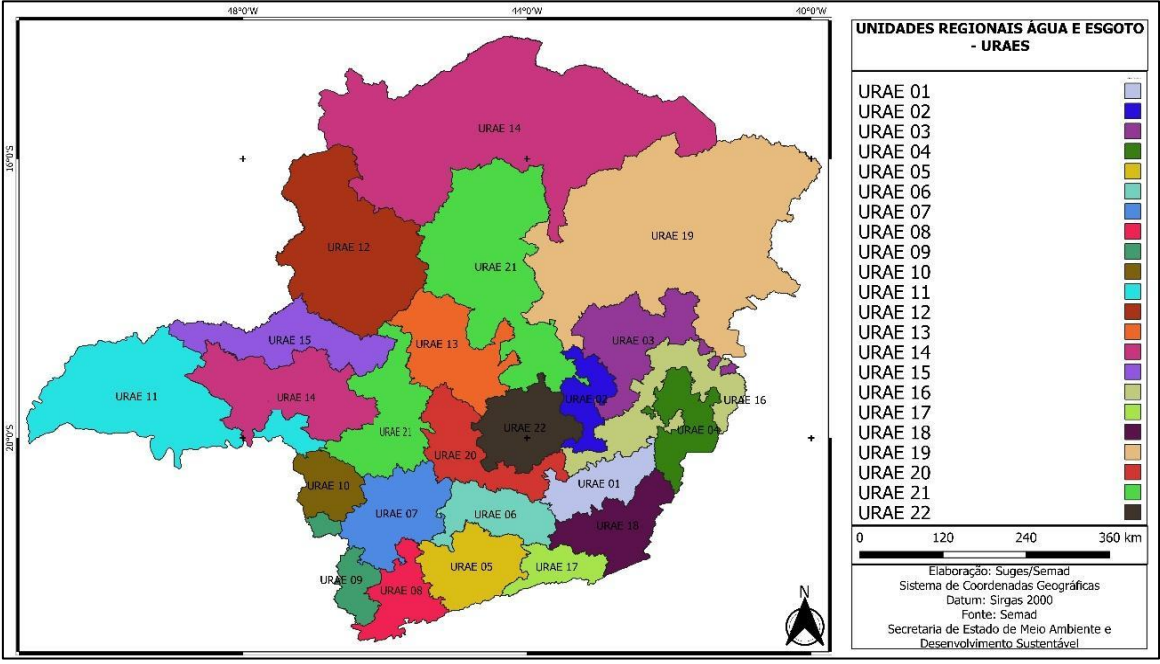 48°0'W 44°0'W 40°0'W
16°0'S
20°0'S
URAE 14
URAE 12
URAE 19
URAE 21
URAE 15
URAE 13
URAE 03
URAE 11
URAE 14
URAE 02
URAE 16
URAE 21
URAE 22
URAE 04
URAE 20
URAE 10
URAE 01
URAE 07
URAE 06
URAE 18
URAE 09
URAE 08
URAE 05
URAE 17
N
UNIDADES REGIONAIS ÁGUA E ESGOTO
- URAES
URAE 01
URAE 02
URAE 03
URAE 04
URAE 05
URAE 06
URAE 07
URAE 08
URAE 09
URAE 10
URAE 11
URAE 12
URAE 13
URAE 14
URAE 15
URAE 16
URAE 17
URAE 18
URAE 19
URAE 20
URAE 21
URAE 22
0 120 240 360 km
Elaboração: Suges/Semad
Sistema de Coordenadas Geográficas
Datum: Sirgas 2000
Fonte: Semad
Secretaria de Estado de Meio Ambiente e
Desenvolvimento Sustentável